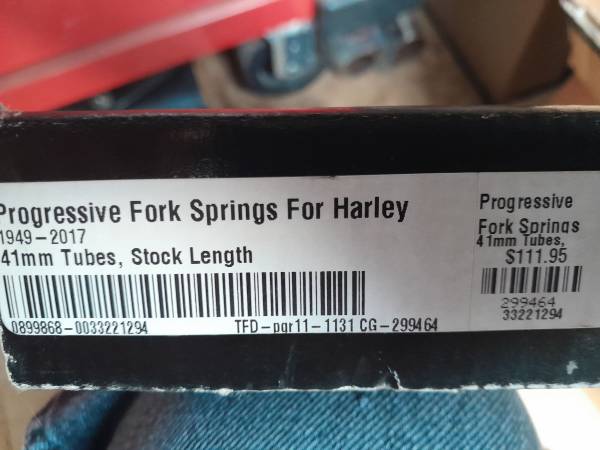 Progressive Fork Springs For Harley
1949-2017
41mm Tubes, Stock Length
0899868-0033221294 TFD-pgr11-1131 CG-299464
Progressive
Fork Springs
41mm Tubes,
$111.95
299464
33221294